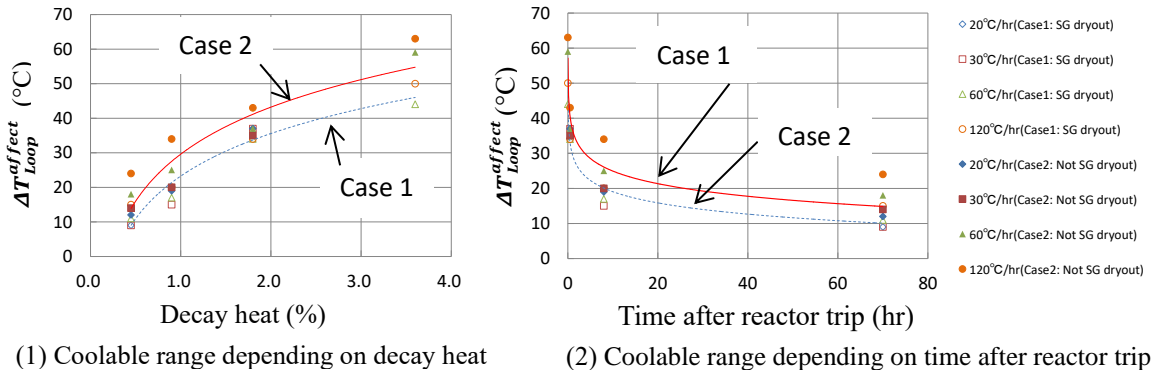 ΔT_Loop^affect (°C)
70
60
50
40
30
20
10
0
Case 2
Case 1
0.0 1.0 2.0 3.0 4.0
Decay heat (%)
(1) Coolable range depending on decay heat
ΔT_Loop^affect (°C)
70
60
50
40
30
20
10
0
Case 1
Case 2
0 20 40 60 80
Time after reactor trip (hr)
(2) Coolable range depending on time after reactor trip
20°C/hr(Case1: SG dryout)
30°C/hr(Case1: SG dryout)
60°C/hr(Case1: SG dryout)
120°C/hr(Case1: SG dryout)
20°C/hr(Case2: Not SG dryout)
30°C/hr(Case2: Not SG dryout)
60°C/hr(Case2: Not SG dryout)
120°C/hr(Case2: Not SG dryout)